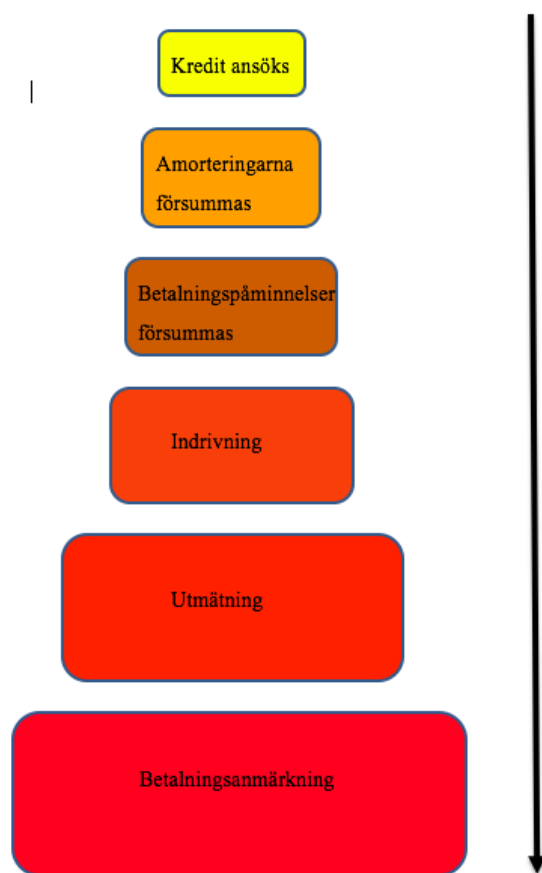 Kredit ansöks
Amorteringarna
försummas
Betalningspåminnelser
försummas
Indrivning
Utmätning
Betalningsanmärkning